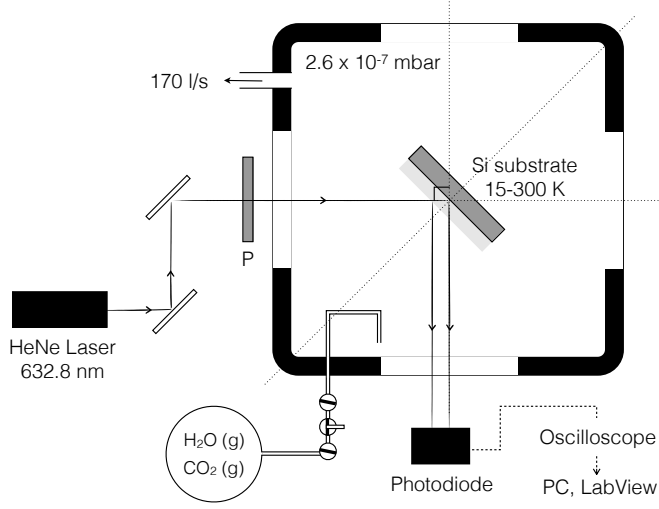 2.6 x 10⁻⁷ mbar
170 l/s
Si substrate
15-300 K
P
HeNe Laser
632.8 nm
H₂O (g)
CO₂ (g)
Photodiode
Oscilloscope
PC, LabView